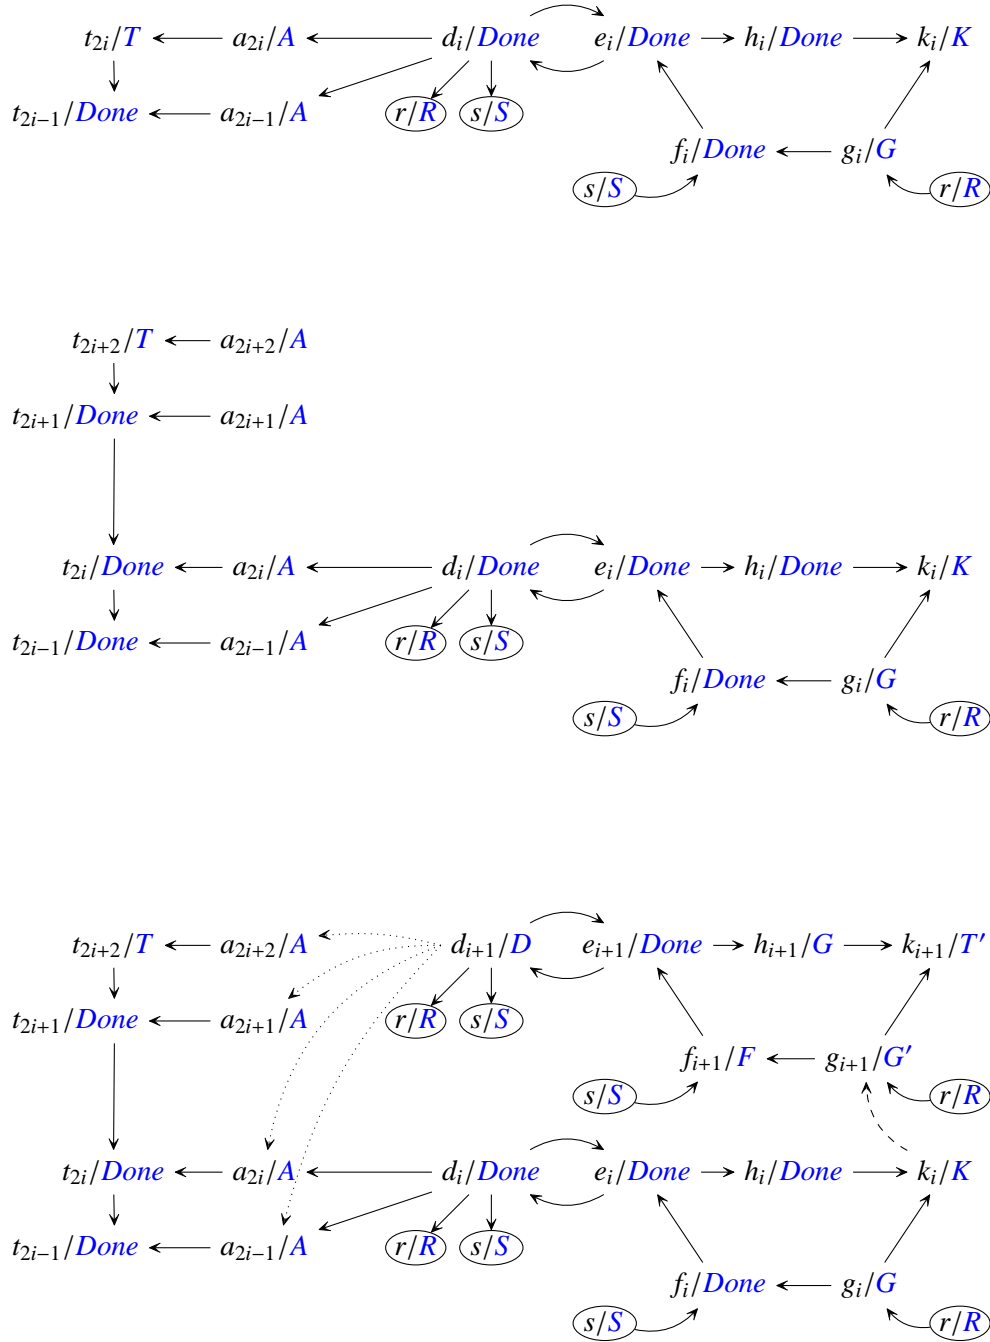 t₂ᵢ/T a₂ᵢ/A dᵢ/Done eᵢ/Done hᵢ/Done kᵢ/K
t₂ᵢ₋₁/Done a₂ᵢ₋₁/A r/R s/S
fᵢ/Done gᵢ/G
s/S r/R
t₂ᵢ₊₂/T a₂ᵢ₊₂/A
t₂ᵢ₊₁/Done a₂ᵢ₊₁/A
t₂ᵢ/Done a₂ᵢ/A dᵢ/Done eᵢ/Done hᵢ/Done kᵢ/K
t₂ᵢ₋₁/Done a₂ᵢ₋₁/A r/R s/S
fᵢ/Done gᵢ/G
s/S r/R
t₂ᵢ₊₂/T a₂ᵢ₊₂/A dᵢ₊₁/D eᵢ₊₁/Done hᵢ₊₁/G kᵢ₊₁/T′
t₂ᵢ₊₁/Done a₂ᵢ₊₁/A r/R s/S
fᵢ₊₁/F gᵢ₊₁/G′
s/S r/R
t₂ᵢ/Done a₂ᵢ/A dᵢ/Done eᵢ/Done hᵢ/Done kᵢ/K
t₂ᵢ₋₁/Done a₂ᵢ₋₁/A r/R s/S
fᵢ/Done gᵢ/G
s/S r/R